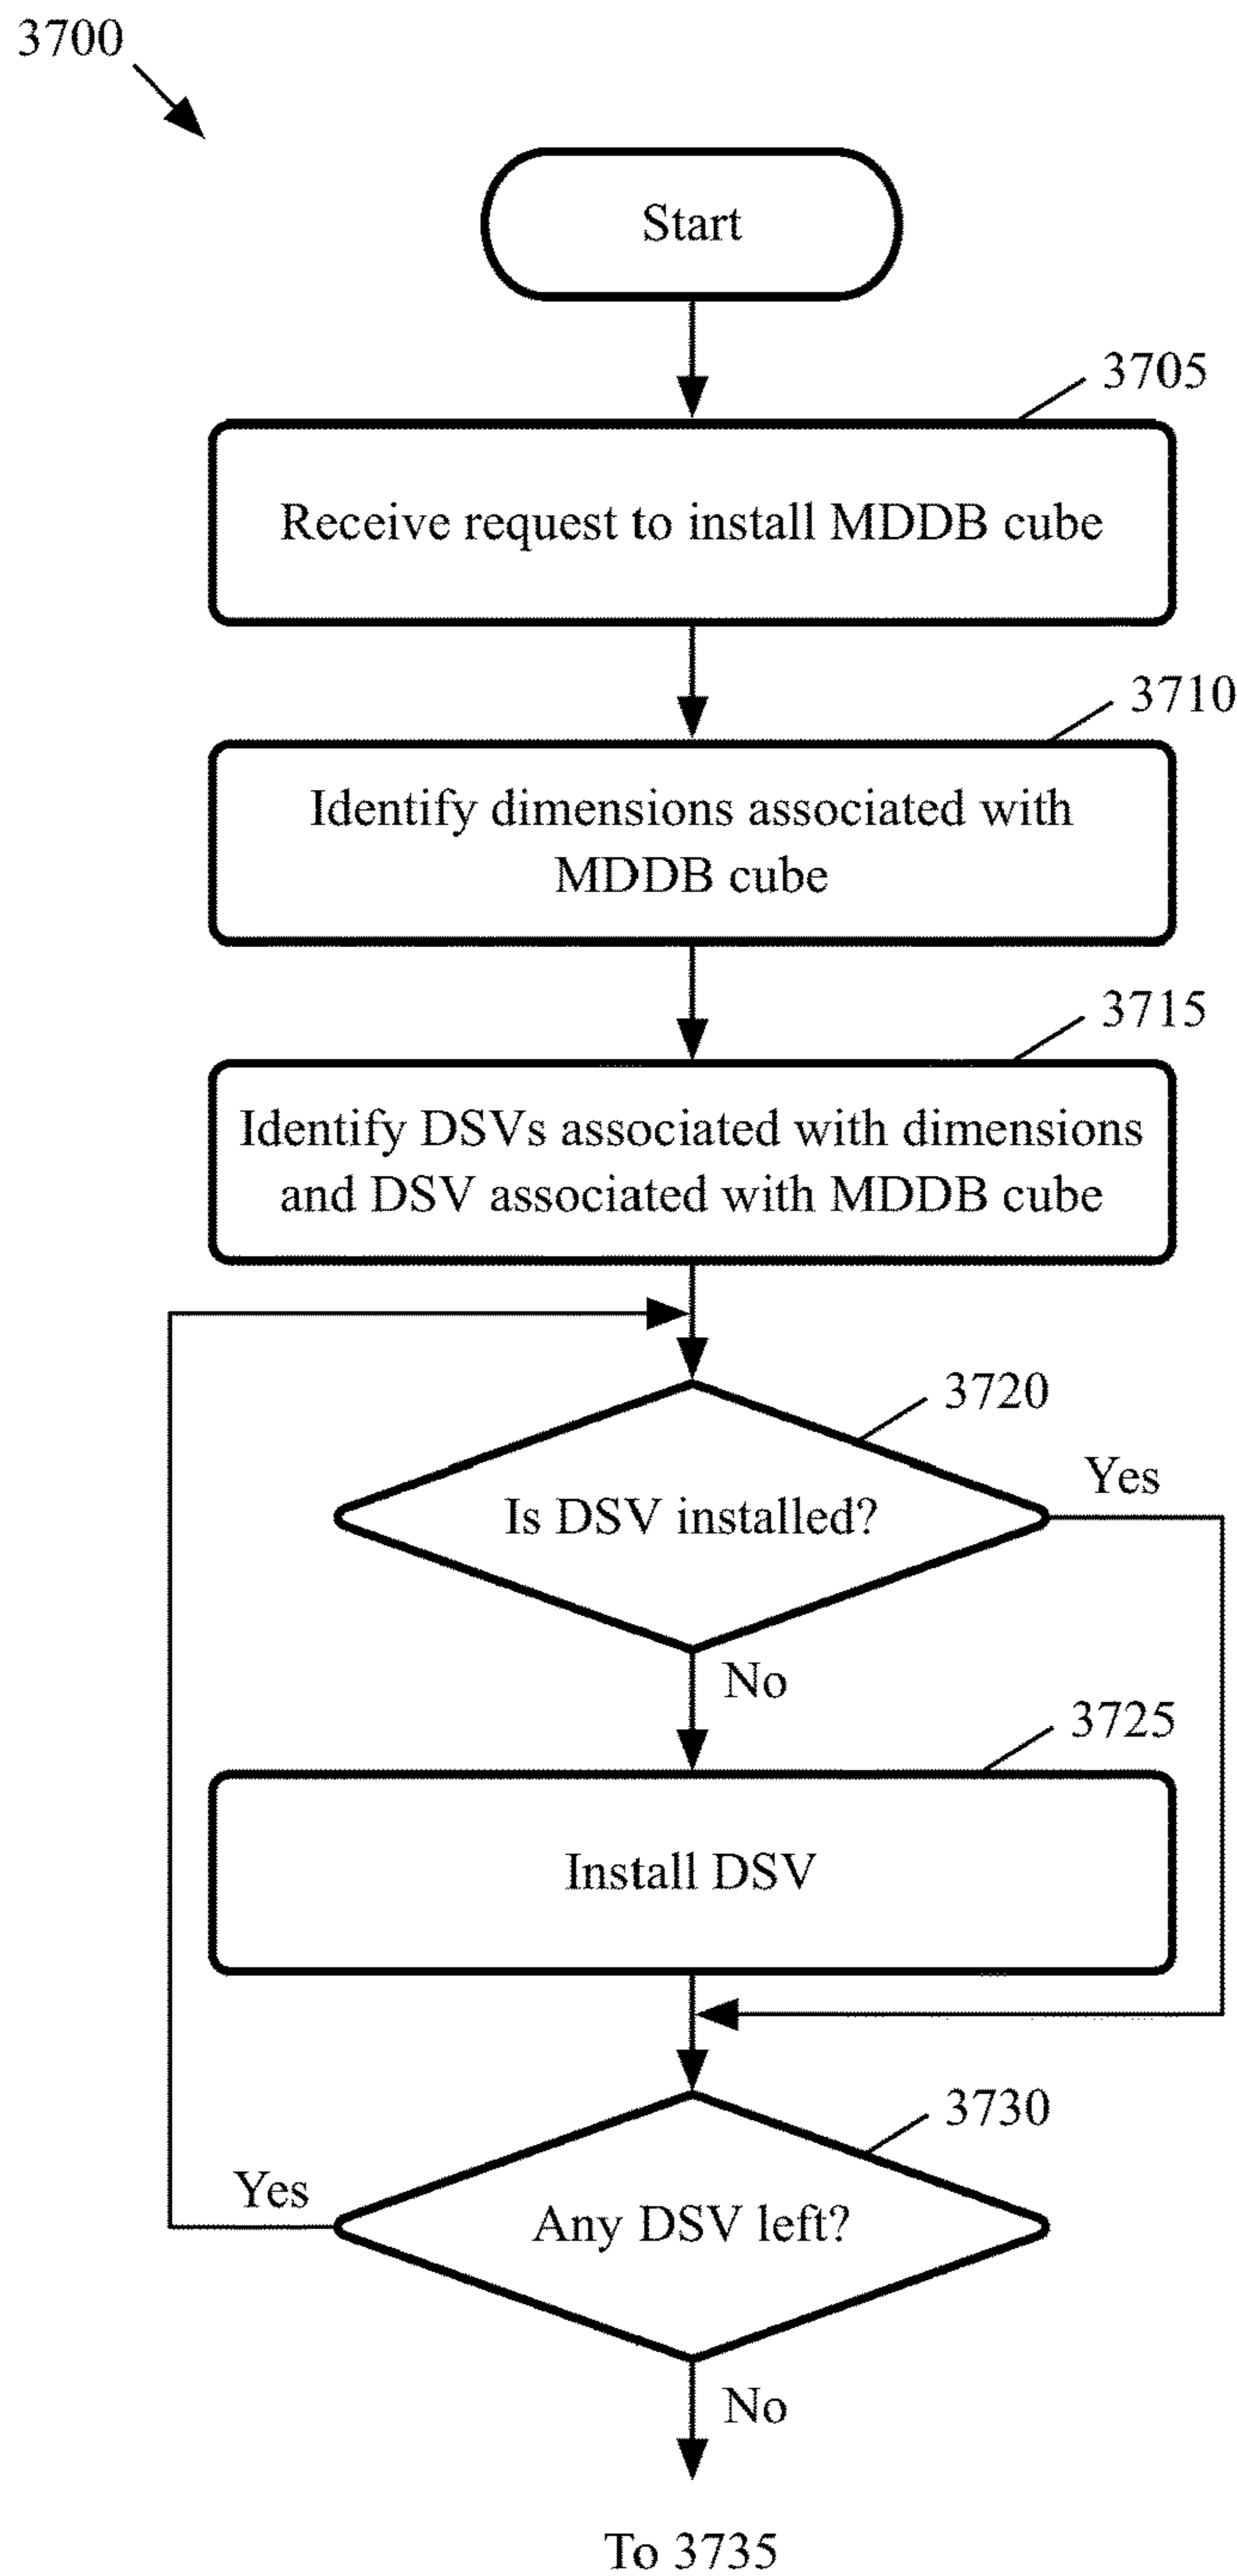 3700
Start
3705
Receive request to install MDDB cube
3710
Identify dimensions associated with
MDDB cube
3715
Identify DSVs associated with dimensions
and DSV associated with MDDB cube
3720
Is DSV installed?
Yes
No
3725
Install DSV
3730
Any DSV left?
Yes
No
To 3735